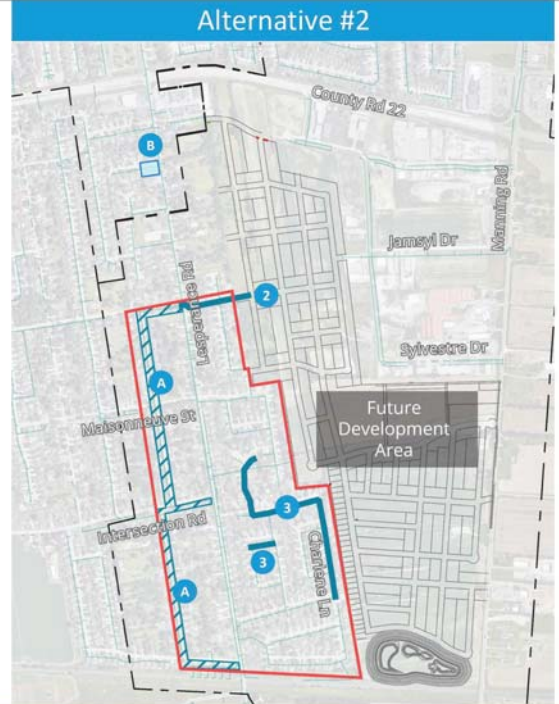 Alternative #2
County Rd 22
B
Manning Rd
Jamsyl Dr
2
Lesperance Rd
Sylvestre Dr
A
Maisonneuve St
Future
Development
Area
3
Intersection Rd
3
Charlene Ln
A